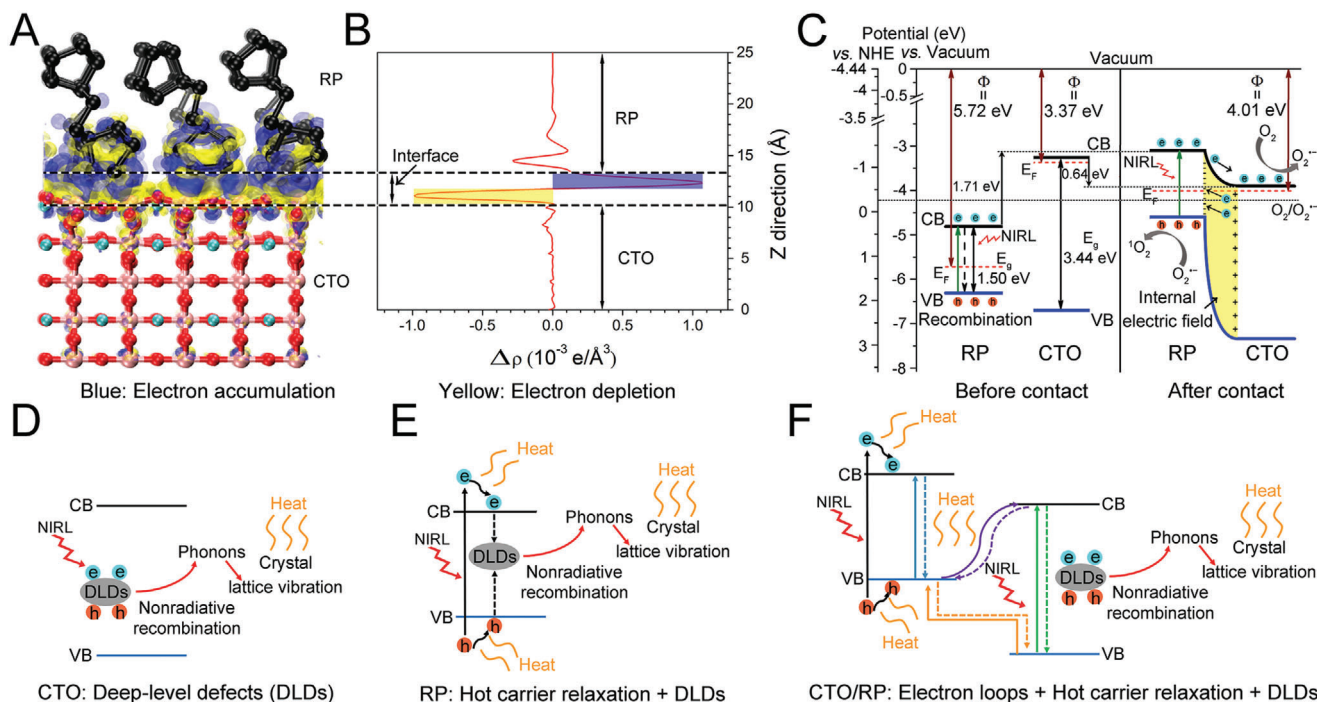 A
RP
CTO
Blue: Electron accumulation
B
Interface
RP
CTO
25
20
15
10
5
0
Z direction (Å)
-1.0 -0.5 0.0 0.5 1.0
Δρ (10⁻³ e/Å³)
Yellow: Electron depletion
C
Potential (eV)
vs. NHE vs. Vacuum
-4.44
-4
-3.5
-1
0
1
2
3
0
-0.5
-3
-4
-5
-6
-7
-8
Vacuum
Φ
=
5.72 eV
Φ
=
3.37 eV
Φ
=
4.01 eV
CB
E_F
0.64 eV
1.71 eV
CB
e e e
NIRL
E_F
E_g
1.50 eV
VB
h h h
Recombination
E_g
3.44 eV
VB
RP
CTO
Before contact
e e e
NIRL
e
e e e
O₂
O₂•−
E_F
e
e
O₂/O₂•−
h h h
¹O₂
O₂•−
Internal
electric field
+ + + + + + + + +
RP
CTO
After contact
D
CB
NIRL
e e
DLDs
h h
Phonons
Heat
Crystal
lattice vibration
Nonradiative
recombination
VB
CTO: Deep-level defects (DLDs)
E
e
Heat
e
CB
NIRL
DLDs
Phonons
Heat
Crystal
lattice vibration
Nonradiative
recombination
VB
h
h
Heat
RP: Hot carrier relaxation + DLDs
F
Heat
e
e
CB
NIRL
Heat
VB
h
h
Heat
NIRL
CB
e e
DLDs
h h
Phonons
Heat
Crystal
lattice vibration
Nonradiative
recombination
VB
CTO/RP: Electron loops + Hot carrier relaxation + DLDs